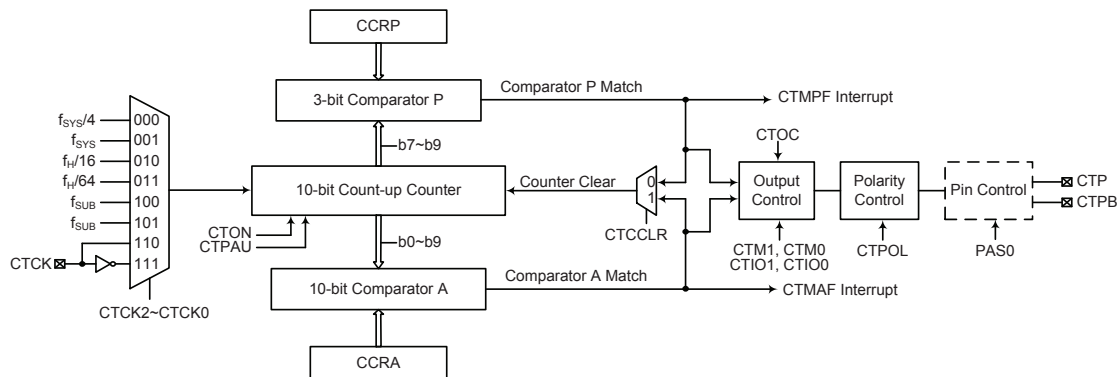 CCRP
3-bit Comparator P
Comparator P Match
CTMPF Interrupt
b7~b9
CTOC
fSYS/4
000
fSYS
001
fH/16
010
fH/64
011
fSUB
100
fSUB
101
110
CTCK
111
CTCK2~CTCK0
10-bit Count-up Counter
Counter Clear
0
1
CTCCLR
Output
Control
Polarity
Control
Pin Control
CTP
CTPB
CTON
CTPAU
b0~b9
CTM1, CTM0
CTIO1, CTIO0
CTPOL
PAS0
10-bit Comparator A
Comparator A Match
CTMAF Interrupt
CCRA